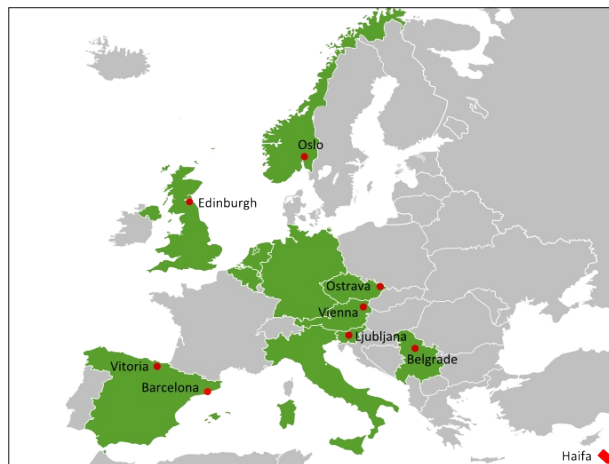 Oslo
Edinburgh
Ostrava
Vienna
Ljubljana
Belgrade
Vitoria
Barcelona
Haifa